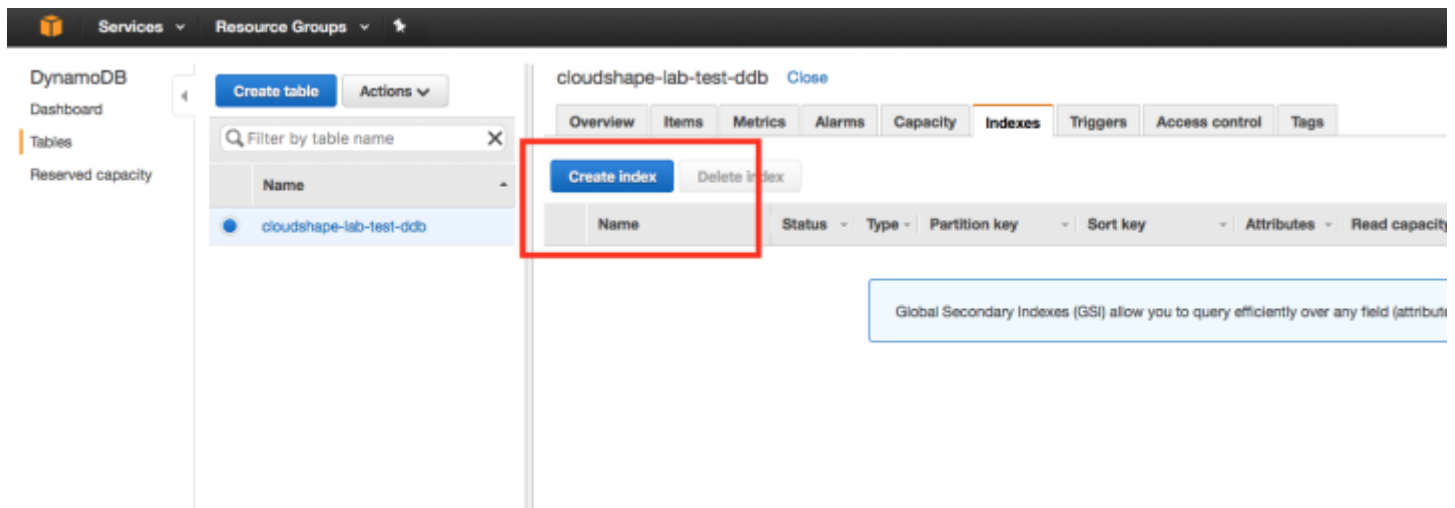 Services Resource Groups
DynamoDB
Dashboard
Tables
Reserved capacity
Create table Actions
Filter by table name
Name
cloudshape-lab-test-ddb
cloudshape-lab-test-ddb Close
Overview Items Metrics Alarms Capacity Indexes Triggers Access control Tags
Create index Delete index
Name Status Type Partition key Sort key Attributes Read capacity
Global Secondary Indexes (GSI) allow you to query efficiently over any field (attribute